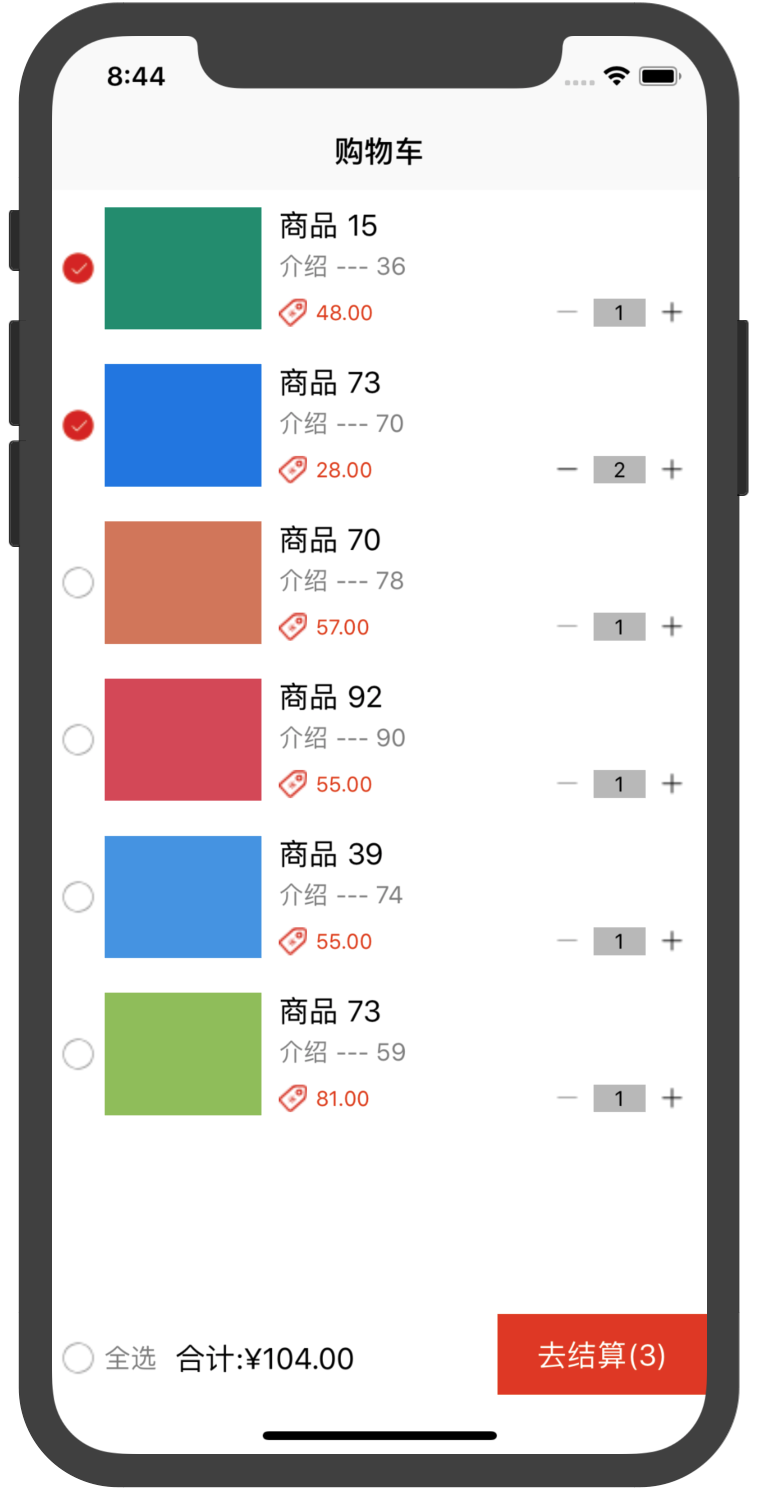 8:44
购物车
商品 15
介绍 --- 36
48.00
1
商品 73
介绍 --- 70
28.00
2
商品 70
介绍 --- 78
57.00
1
商品 92
介绍 --- 90
55.00
1
商品 39
介绍 --- 74
55.00
1
商品 73
介绍 --- 59
81.00
1
全选 合计:¥104.00
去结算(3)